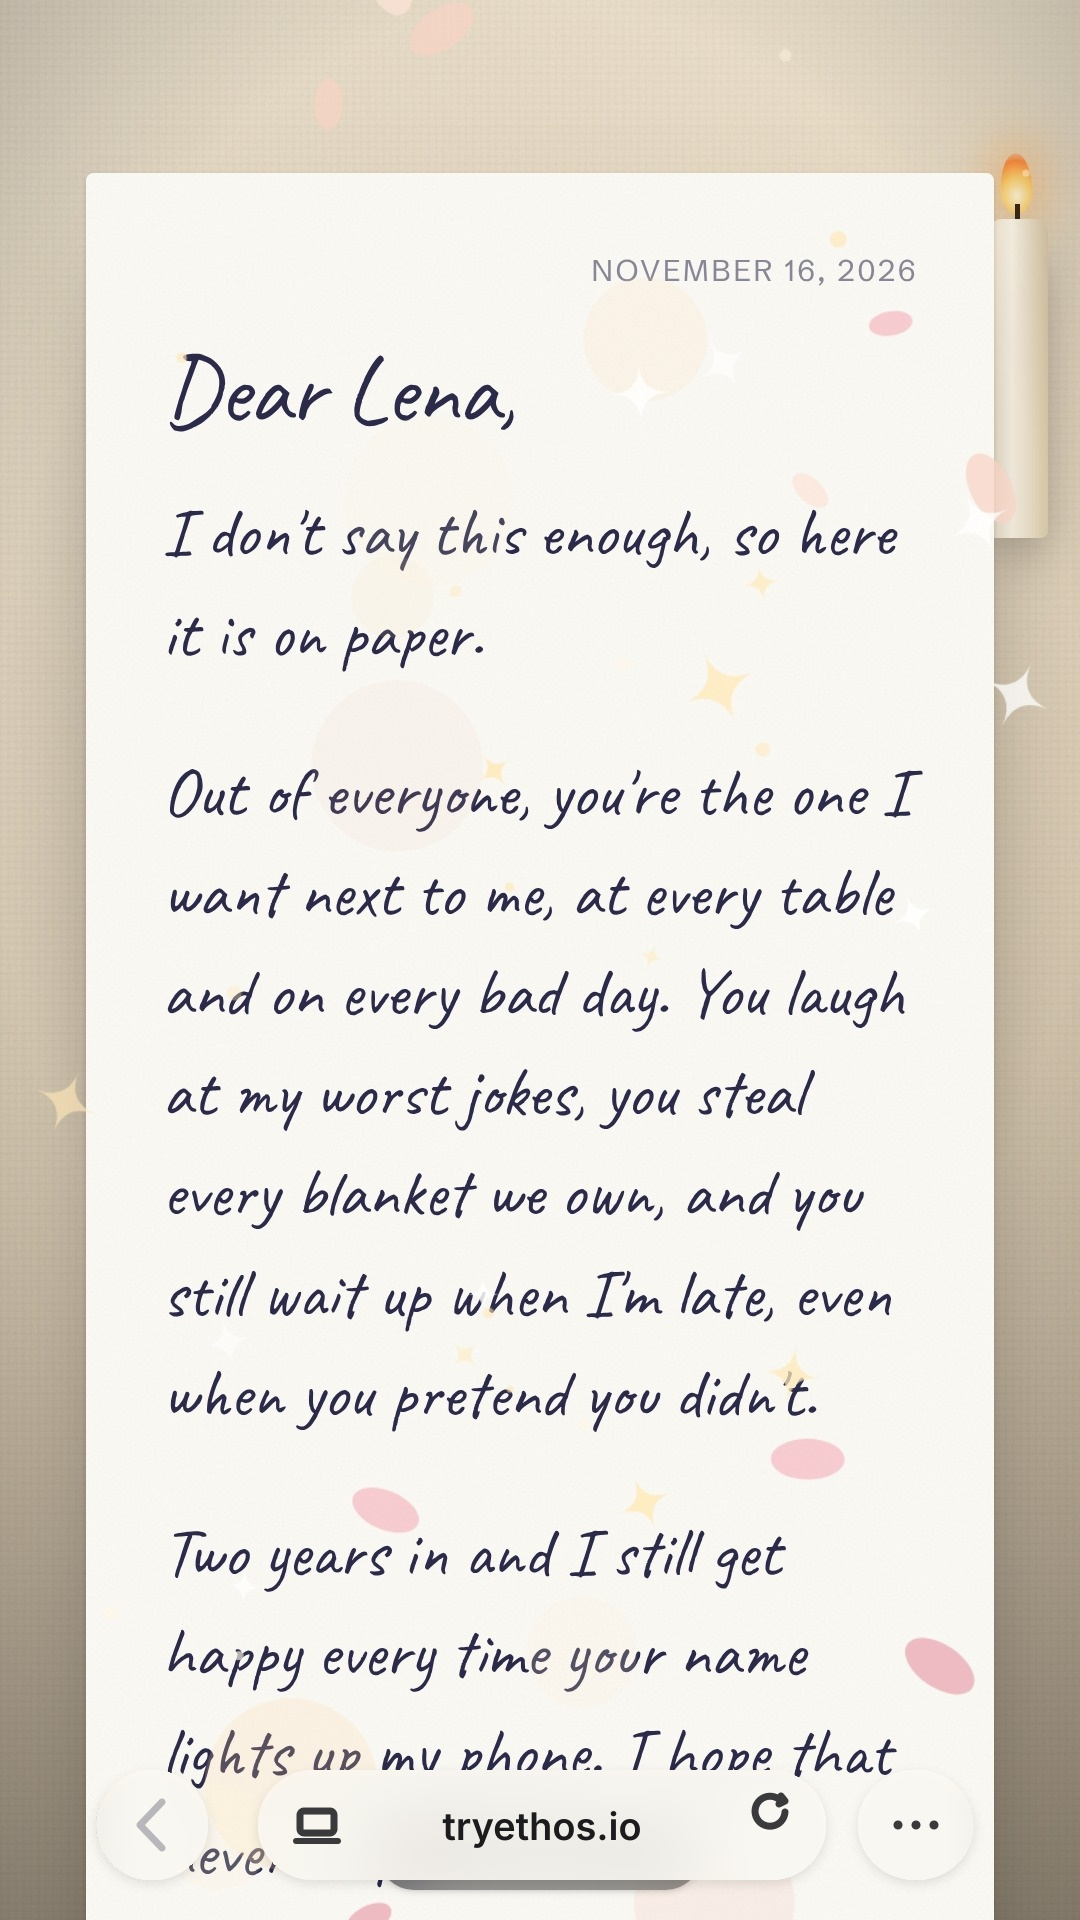 NOVEMBER 16, 2026
Dear Lena,
I don't say this enough, so here
it is on paper.
Out of everyone, you're the one I
want next to me, at every table
and on every bad day. You laugh
at my worst jokes, you steal
every blanket we own, and you
still wait up when I'm late, even
when you pretend you didn't.
Two years in and I still get
happy every time your name
lights up my phone. I hope that
tryethos.io